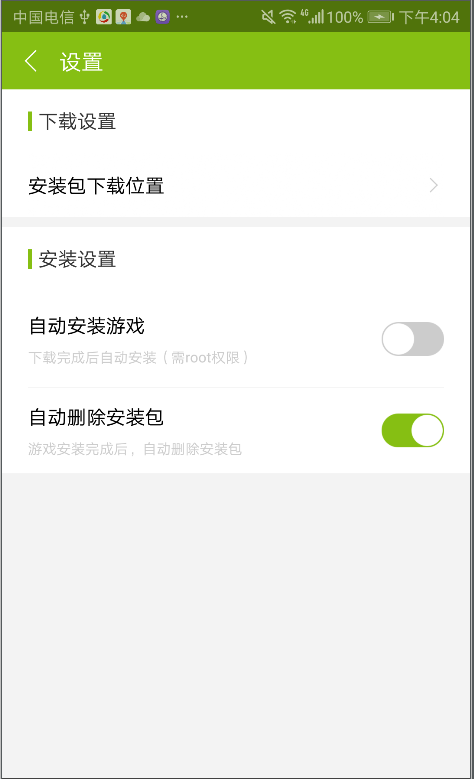 中国电信 4G 100% 下午4:04
设置
下载设置
安装包下载位置
安装设置
自动安装游戏
下载完成后自动安装（需root权限）
自动删除安装包
游戏安装完成后，自动删除安装包